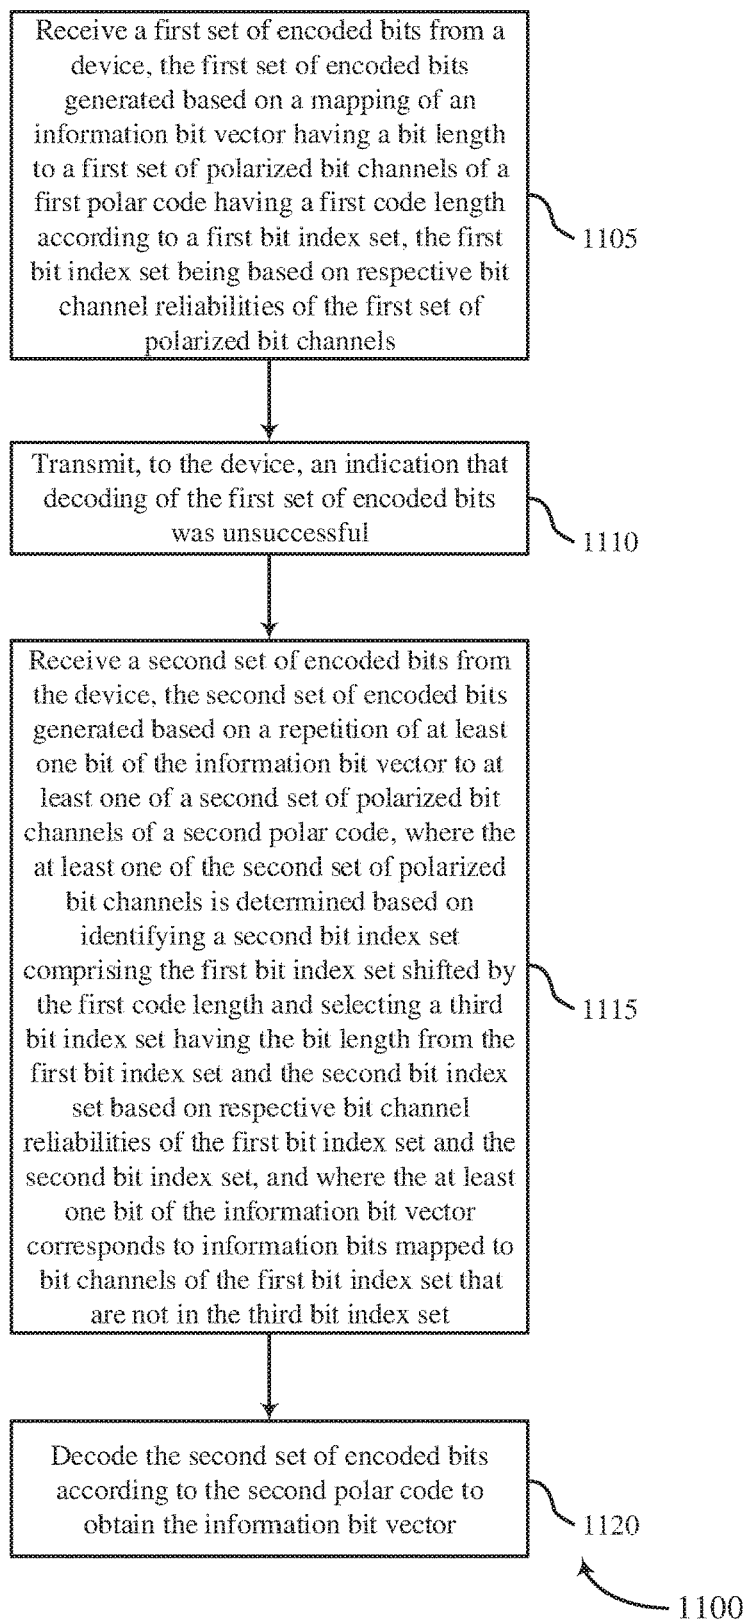 Receive a first set of encoded bits from a
device, the first set of encoded bits
generated based on a mapping of an
information bit vector having a bit length
to a first set of polarized bit channels of a
first polar code having a first code length
according to a first bit index set, the first
bit index set being based on respective bit
channel reliabilities of the first set of
polarized bit channels
1105
Transmit, to the device, an indication that
decoding of the first set of encoded bits
was unsuccessful
1110
Receive a second set of encoded bits from
the device, the second set of encoded bits
generated based on a repetition of at least
one bit of the information bit vector to at
least one of a second set of polarized bit
channels of a second polar code, where the
at least one of the second set of polarized
bit channels is determined based on
identifying a second bit index set
comprising the first bit index set shifted by
the first code length and selecting a third
bit index set having the bit length from the
first bit index set and the second bit index
set based on respective bit channel
reliabilities of the first bit index set and the
second bit index set, and where the at least
one bit of the information bit vector
corresponds to information bits mapped to
bit channels of the first bit index set that
are not in the third bit index set
1115
Decode the second set of encoded bits
according to the second polar code to
obtain the information bit vector
1120
1100